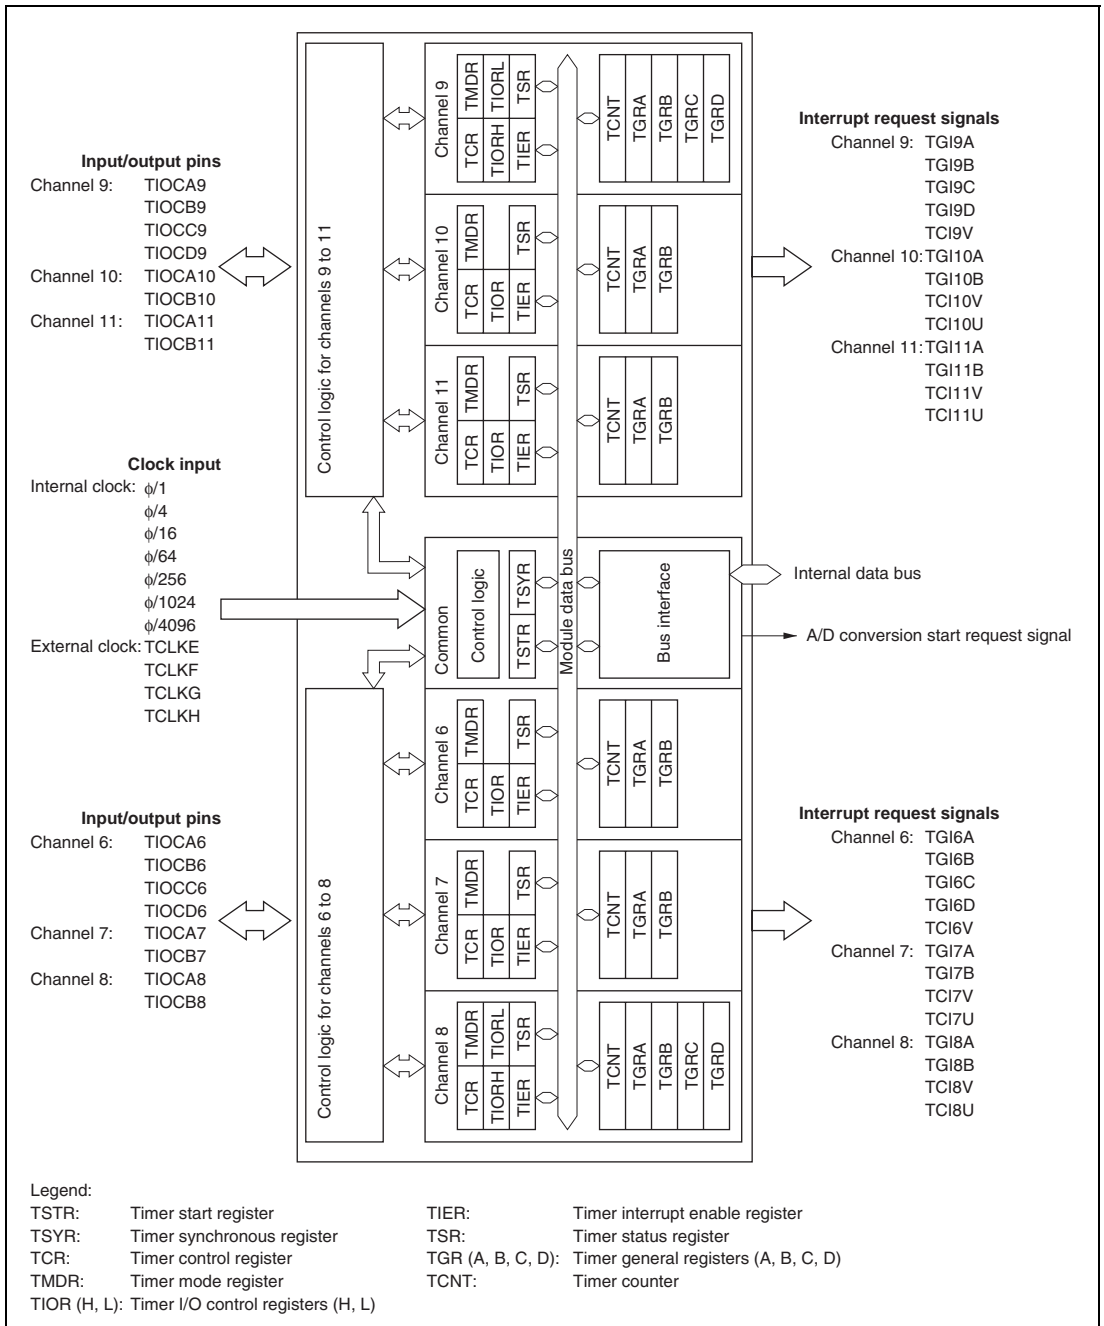 Input/output pins
Channel 9: TIOCA9
TIOCB9
TIOCC9
TIOCD9
Channel 10: TIOCA10
TIOCB10
Channel 11: TIOCA11
TIOCB11
Clock input
Internal clock: ϕ/1
ϕ/4
ϕ/16
ϕ/64
ϕ/256
ϕ/1024
ϕ/4096
External clock: TCLKE
TCLKF
TCLKG
TCLKH
Input/output pins
Channel 6: TIOCA6
TIOCB6
TIOCC6
TIOCD6
Channel 7: TIOCA7
TIOCB7
Channel 8: TIOCA8
TIOCB8
Control logic for channels 9 to 11
Control logic for channels 6 to 8
Channel 9
TCR TMDR
TIORH TIORL
TIER TSR
TCNT
TGRA
TGRB
TGRC
TGRD
Channel 10
TCR TMDR
TIOR
TIER TSR
TCNT
TGRA
TGRB
Channel 11
TCR TMDR
TIOR
TIER TSR
TCNT
TGRA
TGRB
Common
Control logic
TSTR TSYR
Module data bus
Bus interface
Channel 6
TCR TMDR
TIOR
TIER TSR
TCNT
TGRA
TGRB
Channel 7
TCR TMDR
TIOR
TIER TSR
TCNT
TGRA
TGRB
Channel 8
TCR TMDR
TIORH TIORL
TIER TSR
TCNT
TGRA
TGRB
TGRC
TGRD
Interrupt request signals
Channel 9: TGI9A
TGI9B
TGI9C
TGI9D
TCI9V
Channel 10: TGI10A
TGI10B
TCI10V
TCI10U
Channel 11: TGI11A
TGI11B
TCI11V
TCI11U
Internal data bus
A/D conversion start request signal
Interrupt request signals
Channel 6: TGI6A
TGI6B
TGI6C
TGI6D
TCI6V
Channel 7: TGI7A
TGI7B
TCI7V
TCI7U
Channel 8: TGI8A
TGI8B
TCI8V
TCI8U
Legend:
TSTR: Timer start register
TSYR: Timer synchronous register
TCR: Timer control register
TMDR: Timer mode register
TIOR (H, L): Timer I/O control registers (H, L)
TIER: Timer interrupt enable register
TSR: Timer status register
TGR (A, B, C, D): Timer general registers (A, B, C, D)
TCNT: Timer counter